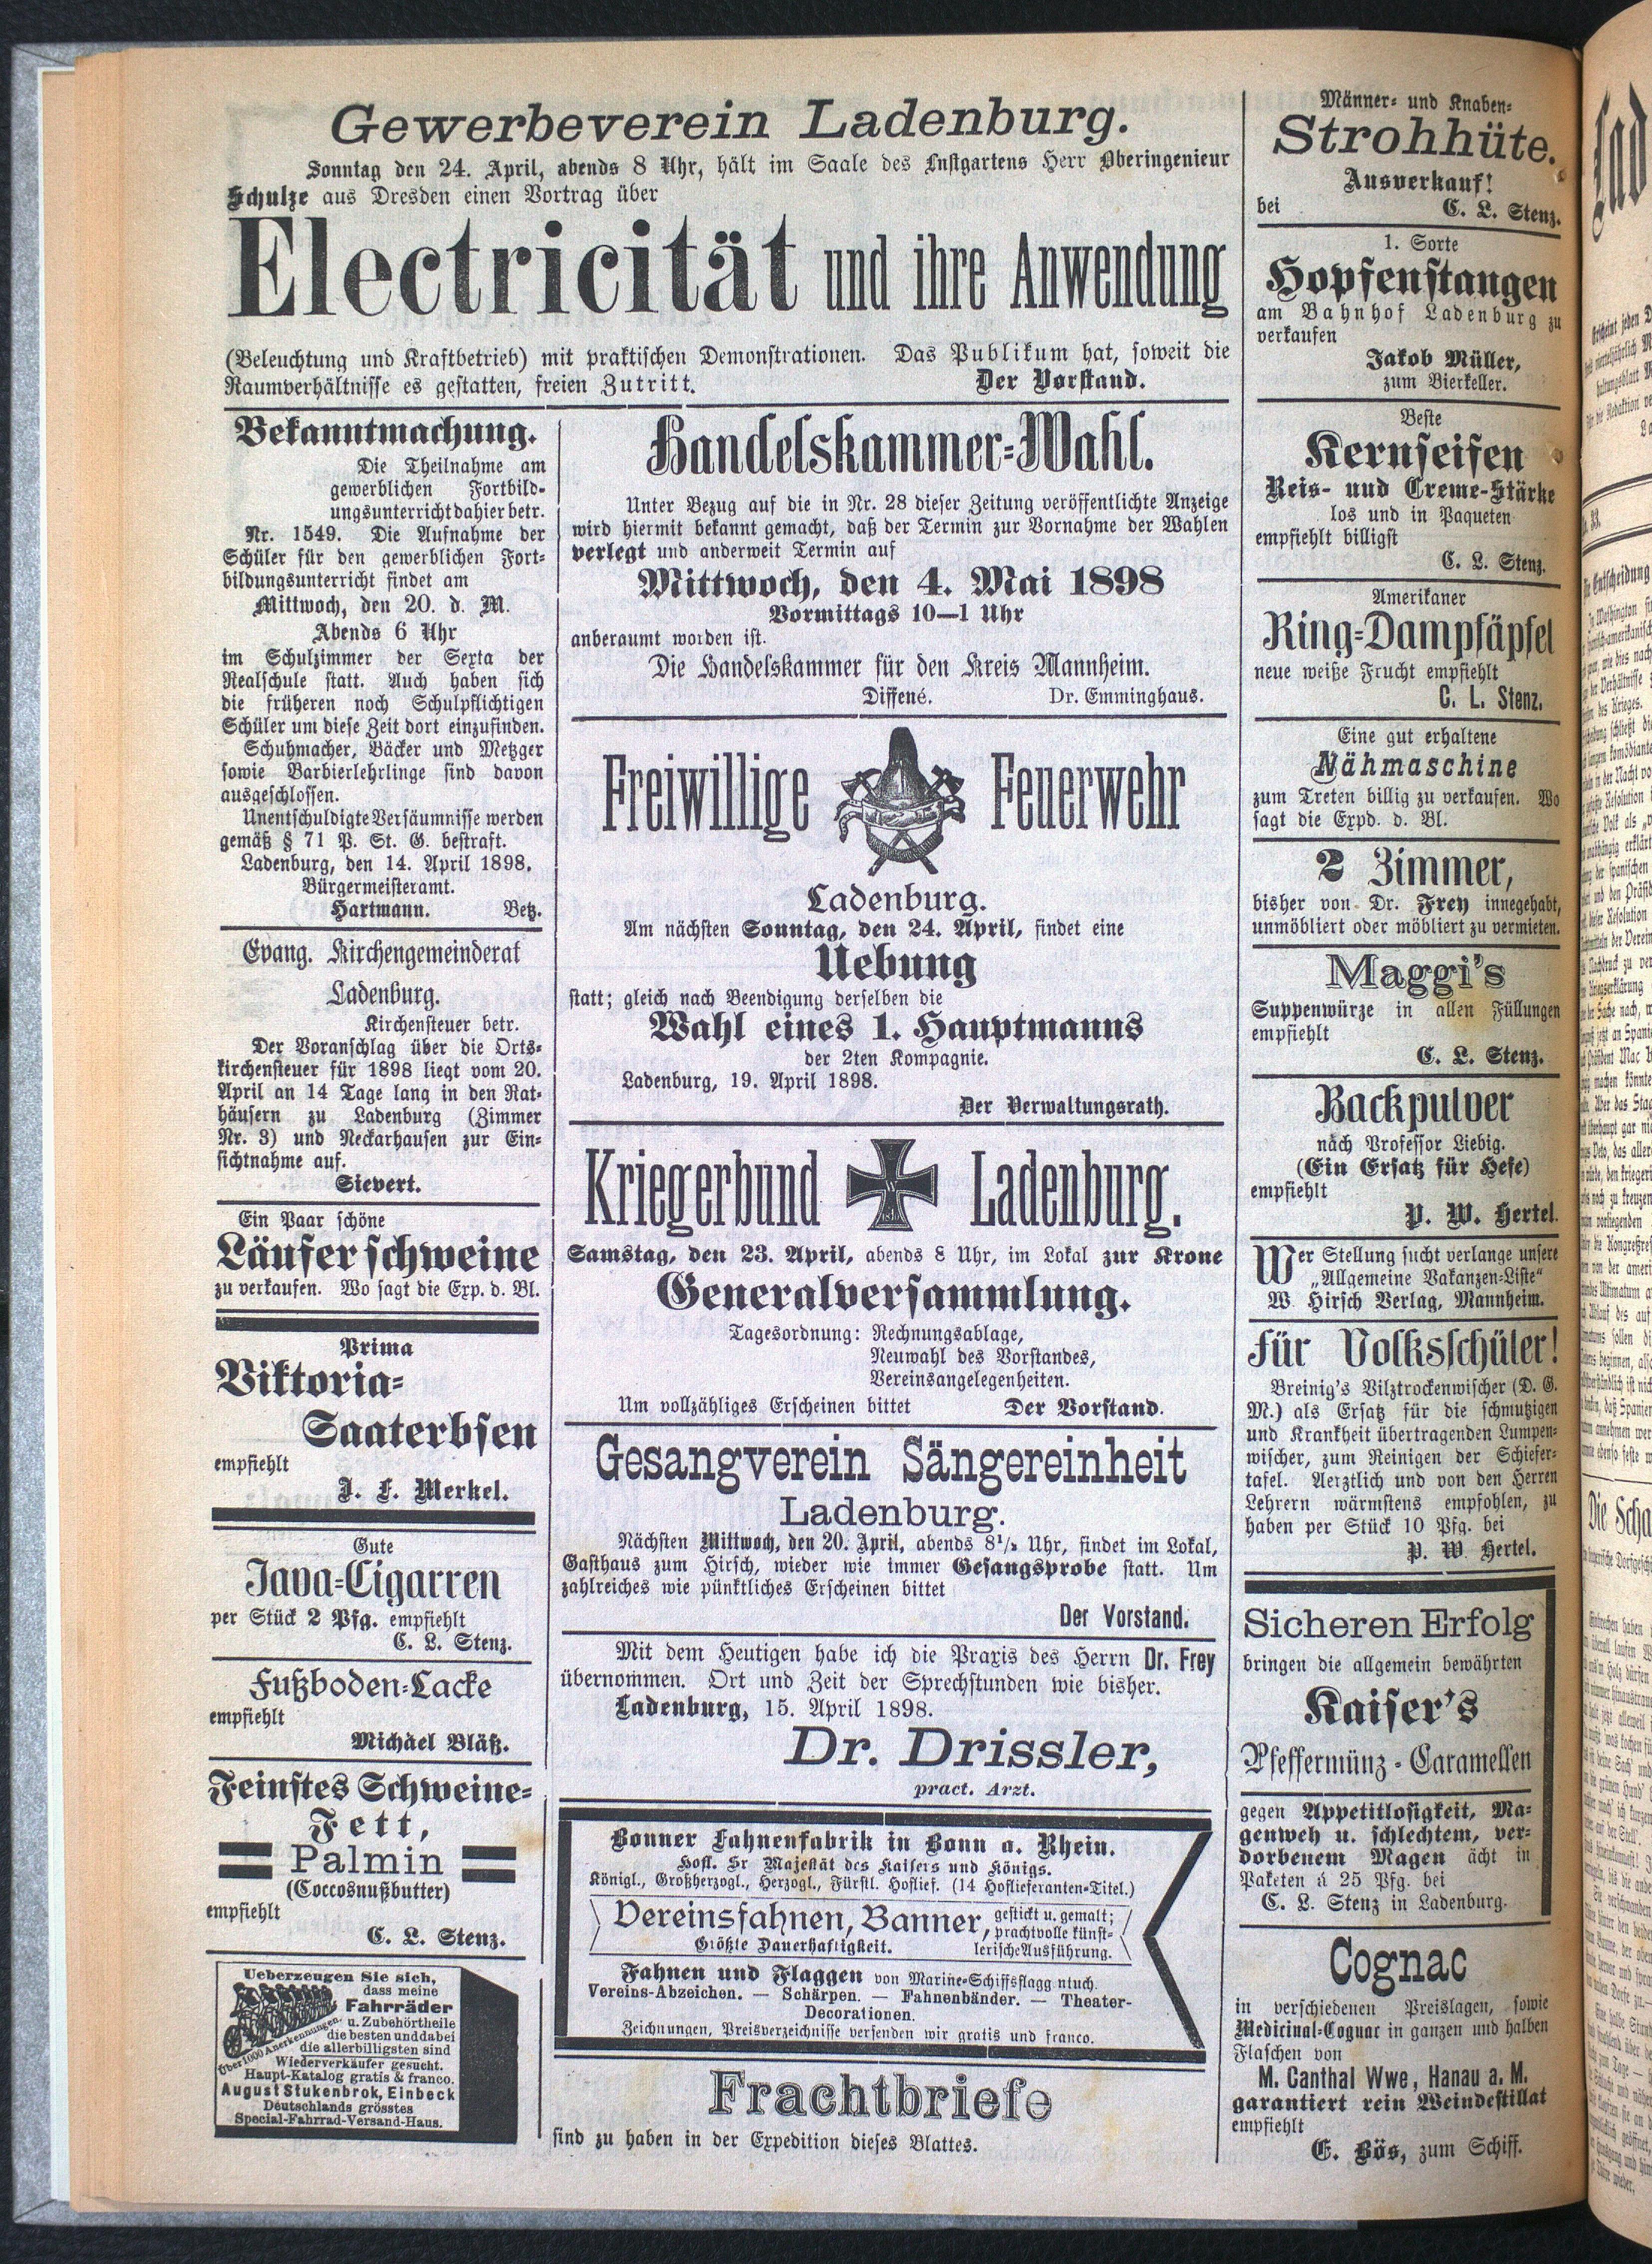 Gewerbeverein Ladenburg.
Sonntag den 24. April, abends 8 Uhr, hält im Saale des Lustgartens Herr Oberingenieur
Schulze aus Dresden einen Vortrag über
Electricität und ihre Anwendung
(Beleuchtung und Kraftbetrieb) mit praktischen Demonstrationen. Das Publikum hat, soweit die
Raumverhältnisse es gestatten, freien Zutritt. Der Vorstand.
Bekanntmachung.
Die Theilnahme am
gewerblichen Fortbild-
ungsunterricht dahier betr.
Nr. 1549. Die Aufnahme der
Schüler für den gewerblichen Fort-
bildungsunterricht findet am
Mittwoch, den 20. d. M.
Abends 6 Uhr
im Schulzimmer der Sexta der
Realschule statt. Auch haben sich
die früheren noch Schulpflichtigen
Schüler um diese Zeit dort einzufinden.
Schuhmacher, Bäcker und Metzger
sowie Barbierlehrlinge sind davon
ausgeschlossen.
Unentschuldigte Versäumnisse werden
gemäß § 71 P. St. G. bestraft.
Ladenburg, den 14. April 1898.
Bürgermeisteramt.
Hartmann. Betz.
Evang. Kirchengemeinderat
Ladenburg.
Kirchensteuer betr.
Der Voranschlag über die Orts-
kirchensteuer für 1898 liegt vom 20.
April an 14 Tage lang in den Rat-
häusern zu Ladenburg (Zimmer
Nr. 3) und Neckarhausen zur Ein-
sichtnahme auf.
Sievert.
Ein Paar schöne
Läuferschweine
zu verkaufen. Wo sagt die Exp. d. Bl.
Prima
Viktoria-
Saaterbsen
empfiehlt
J. F. Merkel.
Gute
Java-Cigarren
per Stück 2 Pfg. empfiehlt
C. L. Stenz.
Fußboden-Lacke
empfiehlt
Michael Bläß.
Feinstes Schweine-
Fett,
Palmin
(Coccosnußbutter)
empfiehlt
C. L. Stenz.
Ueberzeugen Sie sich,
dass meine
Fahrräder
u. Zubehörtheile
die besten und dabei
die allerbilligsten sind
Über 1000 Anerkennungen.
Wiederverkäufer gesucht.
Haupt-Katalog gratis & franco.
August Stukenbrok, Einbeck
Deutschlands grösstes
Special-Fahrrad-Versand-Haus.
Handelskammer-Wahl.
Unter Bezug auf die in Nr. 28 dieser Zeitung veröffentlichte Anzeige
wird hiermit bekannt gemacht, daß der Termin zur Vornahme der Wahlen
verlegt und anderweit Termin auf
Mittwoch, den 4. Mai 1898
Vormittags 10—1 Uhr
anberaumt worden ist.
Die Handelskammer für den Kreis Mannheim.
Diffené. Dr. Emminghaus.
Freiwillige Feuerwehr
Ladenburg.
Am nächsten Sonntag, den 24. April, findet eine
Uebung
statt; gleich nach Beendigung derselben die
Wahl eines 1. Hauptmanns
der 2ten Kompagnie.
Ladenburg, 19. April 1898.
Der Verwaltungsrath.
Kriegerbund Ladenburg.
Samstag, den 23. April, abends 8 Uhr, im Lokal zur Krone
Generalversammlung.
Tagesordnung: Rechnungsablage,
Neuwahl des Vorstandes,
Vereinsangelegenheiten.
Um vollzähliges Erscheinen bittet Der Vorstand.
Gesangverein Sängereinheit
Ladenburg.
Nächsten Mittwoch, den 20. April, abends 8½ Uhr, findet im Lokal,
Gasthaus zum Hirsch, wieder wie immer Gesangsprobe statt. Um
zahlreiches wie pünktliches Erscheinen bittet
Der Vorstand.
Mit dem Heutigen habe ich die Praxis des Herrn Dr. Frey
übernommen. Ort und Zeit der Sprechstunden wie bisher.
Ladenburg, 15. April 1898.
Dr. Drissler,
pract. Arzt.
Bonner Fahnenfabrik in Bonn a. Rhein.
Hofl. Sr Majestät des Kaisers und Königs.
Königl., Großherzogl., Herzogl., Fürstl. Hoflief. (14 Hoflieferanten-Titel.)
Vereinsfahnen, Banner, gestickt u. gemalt;
prachtvolle künst-
Größte Dauerhaftigkeit. lerische Ausführung.
Fahnen und Flaggen von Marine-Schiffsflagg ntuch.
Vereins-Abzeichen. — Schärpen. — Fahnenbänder. — Theater-
Decorationen.
Zeichnungen, Preisverzeichnisse versenden wir gratis und franco.
Frachtbriefe
sind zu haben in der Expedition dieses Blattes.
Männer- und Knaben-
Strohhüte.
Ausverkauf!
bei C. L. Stenz.
1. Sorte
Hopfenstangen
am Bahnhof Ladenburg zu
verkaufen
Jakob Müller,
zum Bierkeller.
Beste
Kernseifen
Reis- und Creme-Stärke
los und in Paqueten
empfiehlt billigst
C. L. Stenz.
Amerikaner
Ring-Dampfäpfel
neue weiße Frucht empfiehlt
C. L. Stenz.
Eine gut erhaltene
Nähmaschine
zum Treten billig zu verkaufen. Wo
sagt die Expd. d. Bl.
2 Zimmer,
bisher von Dr. Frey innegehabt,
unmöbliert oder möbliert zu vermieten.
Maggi's
Suppenwürze in allen Füllungen
empfiehlt
C. L. Stenz.
Backpulver
nach Professor Liebig.
(Ein Ersatz für Hefe)
empfiehlt
P. W. Hertel.
Wer Stellung sucht verlange unsere
„Allgemeine Vakanzen-Liste“
W Hirsch Verlag, Mannheim.
Für Volksschüler!
Breinig's Vilztrockenwischer (D. G.
M.) als Ersatz für die schmutzigen
und Krankheit übertragenden Lumpen-
wischer, zum Reinigen der Schiefer-
tafel. Aerztlich und von den Herren
Lehrern wärmstens empfohlen, zu
haben per Stück 10 Pfg. bei
P. W. Hertel.
Sicheren Erfolg
bringen die allgemein bewährten
Kaiser's
Pfeffermünz-Caramellen
gegen Appetitlosigkeit, Ma-
genweh u. schlechtem, ver-
dorbenem Magen ächt in
Paketen à 25 Pfg. bei
C. L. Stenz in Ladenburg.
Cognac
in verschiedenen Preislagen, sowie
Medicinal-Cognac in ganzen und halben
Flaschen von
M. Canthal Wwe, Hanau a. M.
garantiert rein Weindestillat
empfiehlt
E. Bös, zum Schiff.